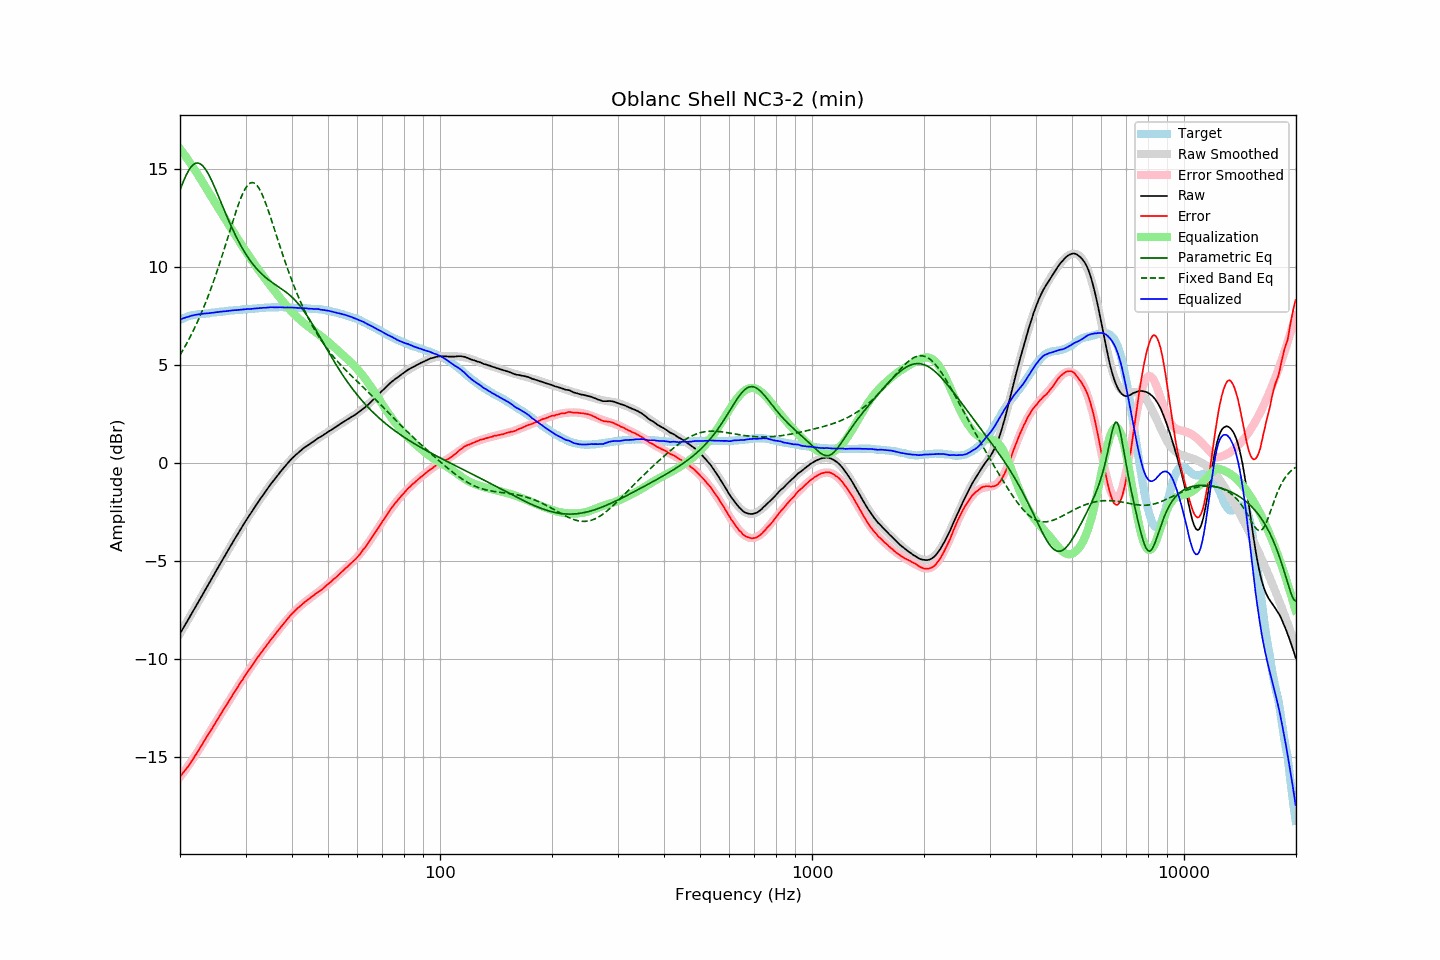 Oblanc Shell NC3-2 (min)
Target
Raw Smoothed
Error Smoothed
Raw
Error
Equalization
Parametric Eq
Fixed Band Eq
Equalized
15
10
5
0
−5
−10
−15
Amplitude (dBr)
100
1000
10000
Frequency (Hz)